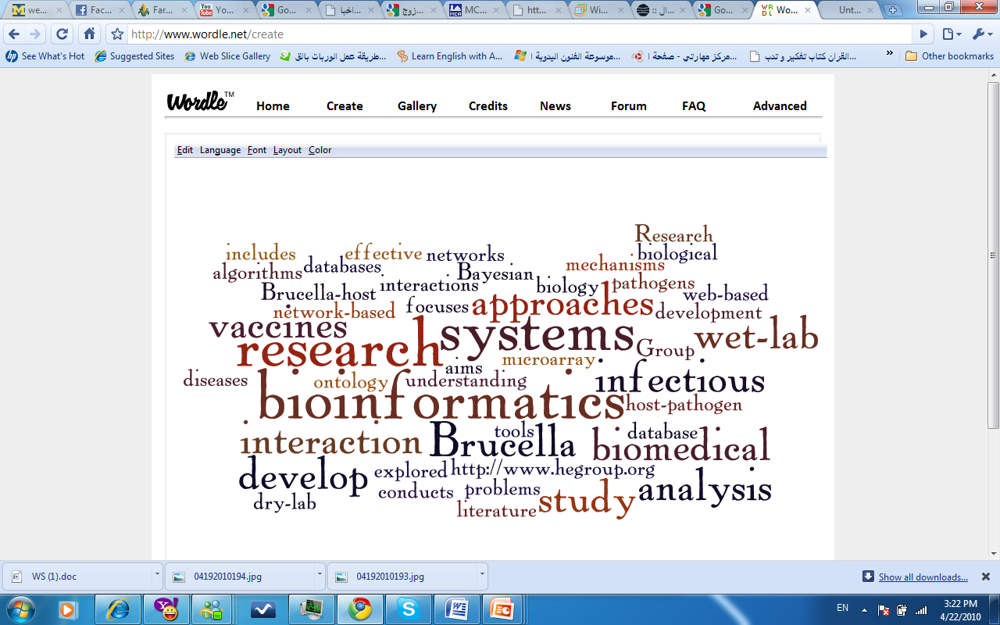 we... Fac... Far... Yo... Go... اخبا... زوج... MC... htt... Wi... ال :: ... Go... Wo... Unt...
http://www.wordle.net/create
See What's Hot Suggested Sites Web Slice Gallery طريقة عمل الوربات بالق... Learn English with A... موسوعة الفنون اليدوية ا... مركز مهارتي - صفحة ا... القران كتاب تفكير و تدب... » Other bookmarks
Wordle™ Home Create Gallery Credits News Forum FAQ Advanced
Edit Language Font Layout Color
Research
includes effective networks biological
algorithms databases Bayesian mechanisms
Brucella-host interactions biology pathogens web-based
network-based focuses approaches development
vaccines research systems Group wet-lab
aims microarray
diseases ontology understanding infectious
bioinformatics host-pathogen
interaction Brucella tools database biomedical
develop explored http://www.hegroup.org
dry-lab conducts problems study analysis
literature
WS (1).doc 04192010194.jpg 04192010193.jpg Show all downloads...
EN 3:22 PM
4/22/2010